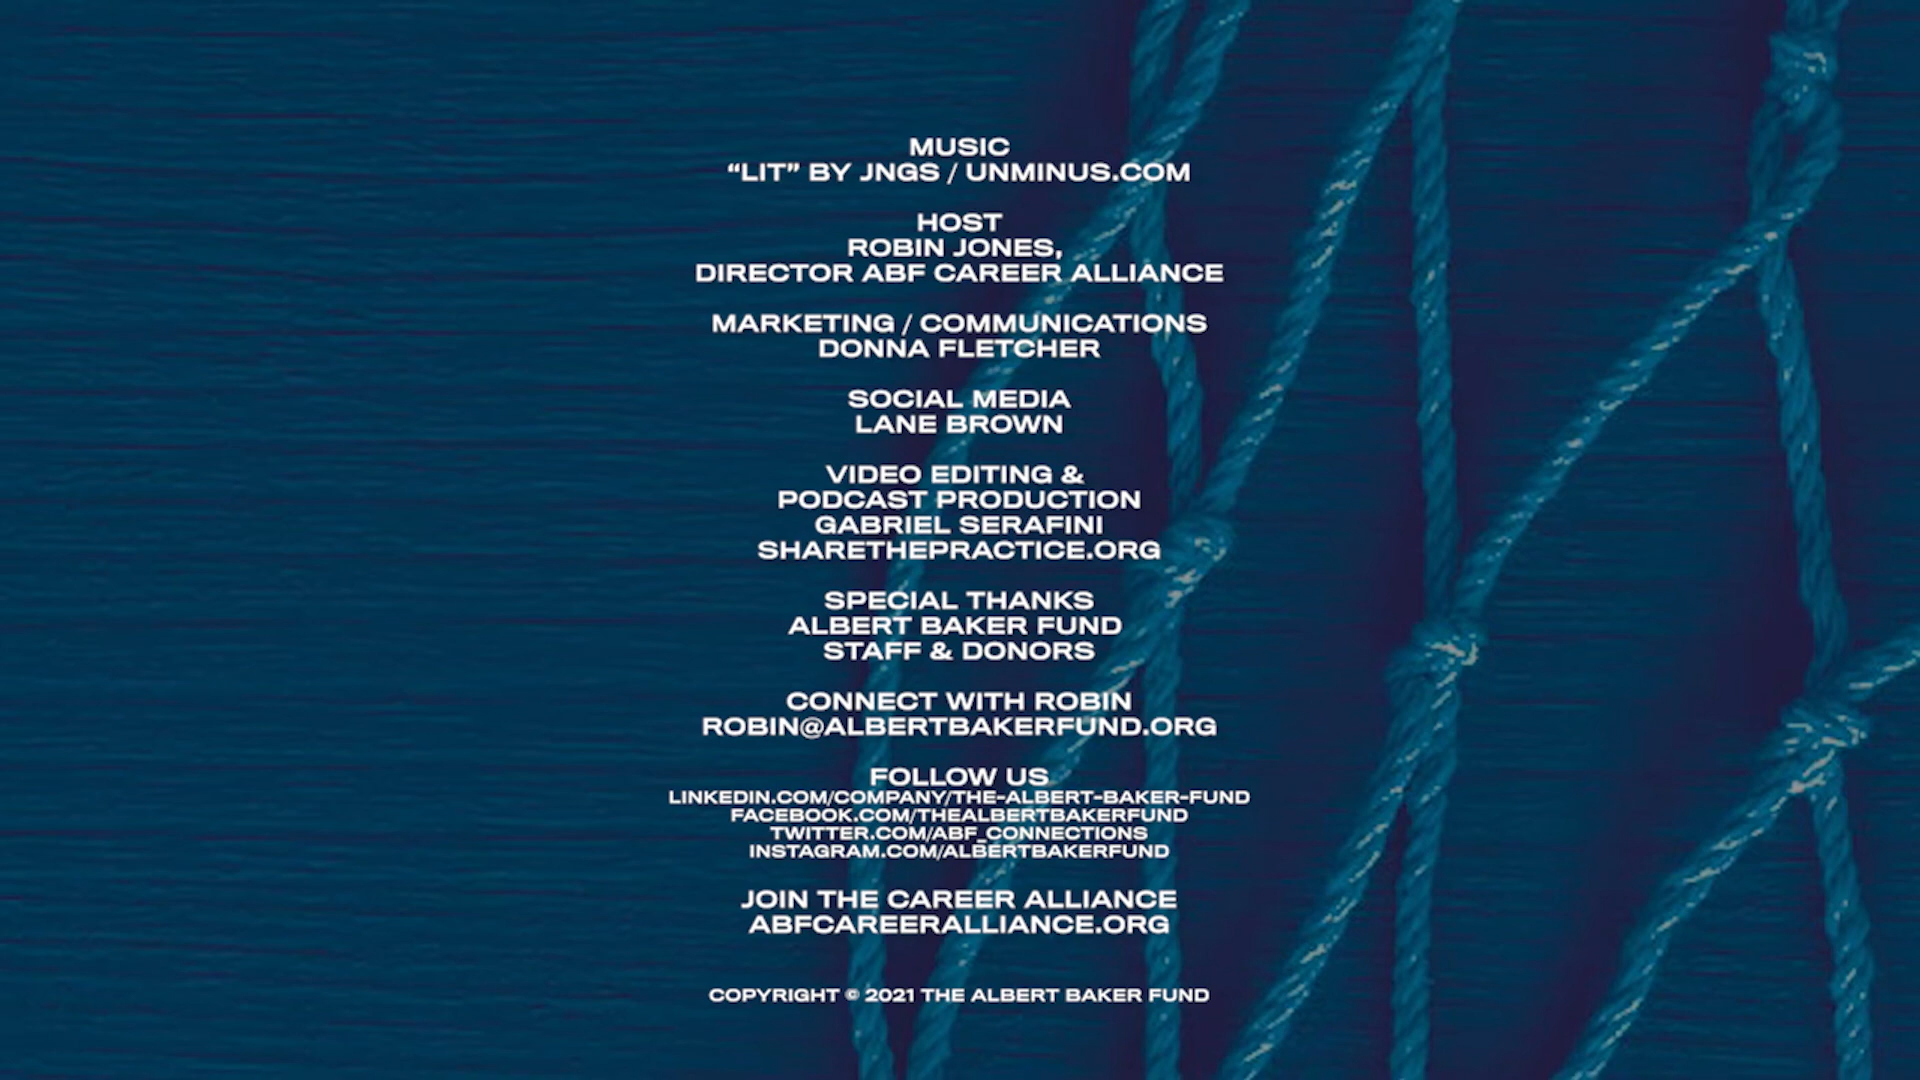 MUSIC
“LIT” BY JNGS / UNMINUS.COM
HOST
ROBIN JONES,
DIRECTOR ABF CAREER ALLIANCE
MARKETING / COMMUNICATIONS
DONNA FLETCHER
SOCIAL MEDIA
LANE BROWN
VIDEO EDITING &
PODCAST PRODUCTION
GABRIEL SERAFINI
SHARETHEPRACTICE.ORG
SPECIAL THANKS
ALBERT BAKER FUND
STAFF & DONORS
CONNECT WITH ROBIN
ROBIN@ALBERTBAKERFUND.ORG
FOLLOW US
LINKEDIN.COM/COMPANY/THE-ALBERT-BAKER-FUND
FACEBOOK.COM/THEALBERTBAKERFUND
TWITTER.COM/ABF_CONNECTIONS
INSTAGRAM.COM/ALBERTBAKERFUND
JOIN THE CAREER ALLIANCE
ABFCAREERALLIANCE.ORG
COPYRIGHT © 2021 THE ALBERT BAKER FUND